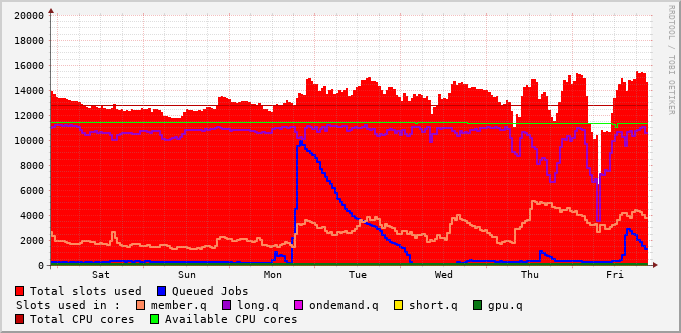 20000
18000
16000
14000
12000
10000
8000
6000
4000
2000
0
Sat Sun Mon Tue Wed Thu Fri
RRDTOOL / TOBI OETIKER
Total slots used Queued Jobs
Slots used in : member.q long.q ondemand.q short.q gpu.q
Total CPU cores Available CPU cores